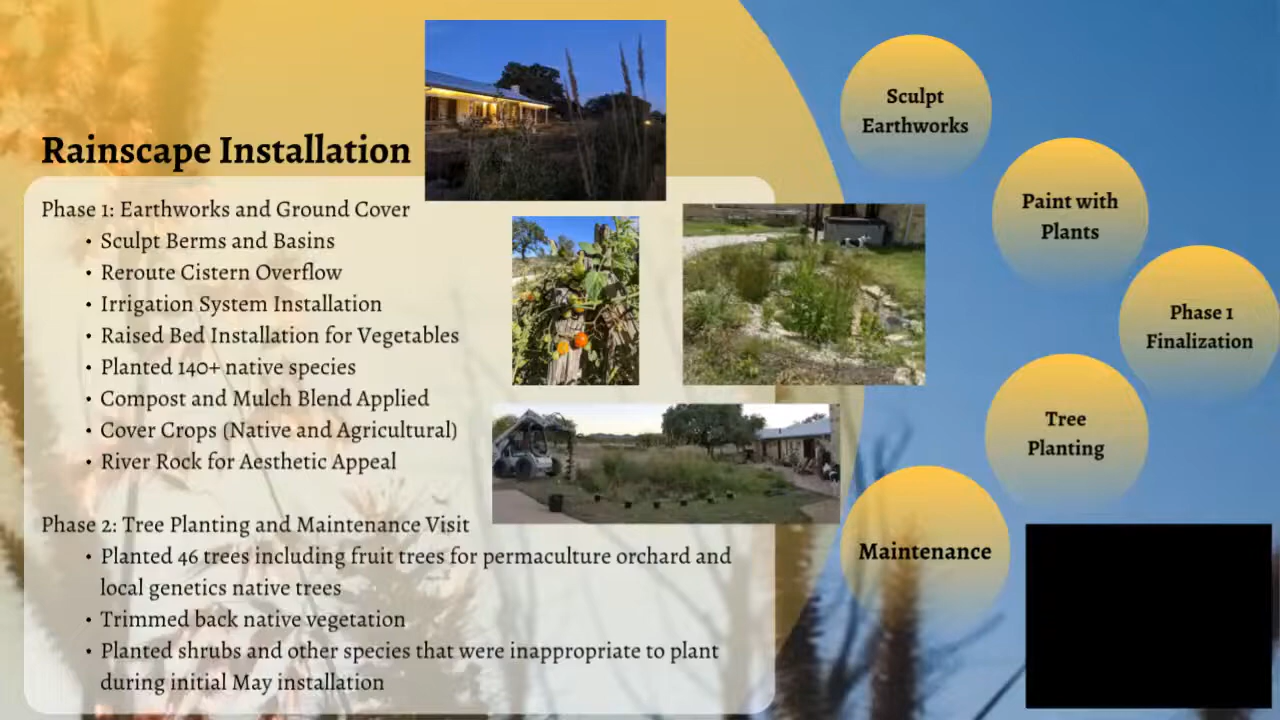 Rainscape Installation
Phase 1: Earthworks and Ground Cover
• Sculpt Berms and Basins
• Reroute Cistern Overflow
• Irrigation System Installation
• Raised Bed Installation for Vegetables
• Planted 140+ native species
• Compost and Mulch Blend Applied
• Cover Crops (Native and Agricultural)
• River Rock for Aesthetic Appeal
Phase 2: Tree Planting and Maintenance Visit
• Planted 46 trees including fruit trees for permaculture orchard and
local genetics native trees
• Trimmed back native vegetation
• Planted shrubs and other species that were inappropriate to plant
during initial May installation
Sculpt
Earthworks
Paint with
Plants
Phase 1
Finalization
Tree
Planting
Maintenance